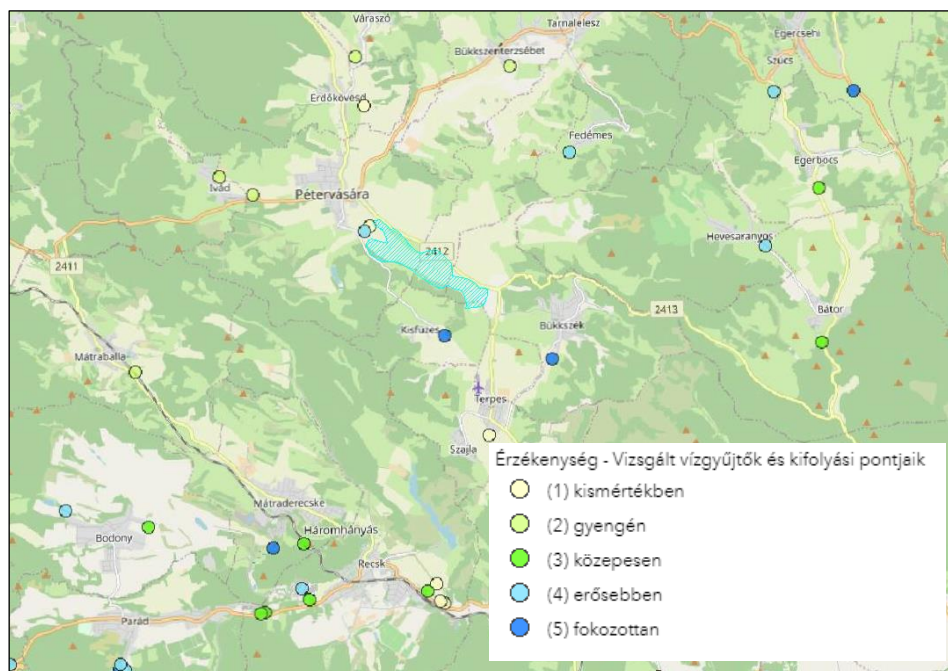 Váraszó
Tarnalelesz
Egercsehi
Bükkszenterzsébet
Szúcs
Erdőkövesd
Fedémes
Egerbocs
Ivád
Pétervására
Hevesaranyos
2412
2411
2413
Bátor
Kisfüzes
Bükkszék
Mátraballa
Terpes
Szajla
Érzékenység - Vizsgált vízgyűjtők és kifolyási pontjaik
(1) kismértékben
(2) gyengén
(3) közepesen
(4) erősebben
(5) fokozottan
Mátraderecske
Háromhányás
Bodony
Recsk
Parád